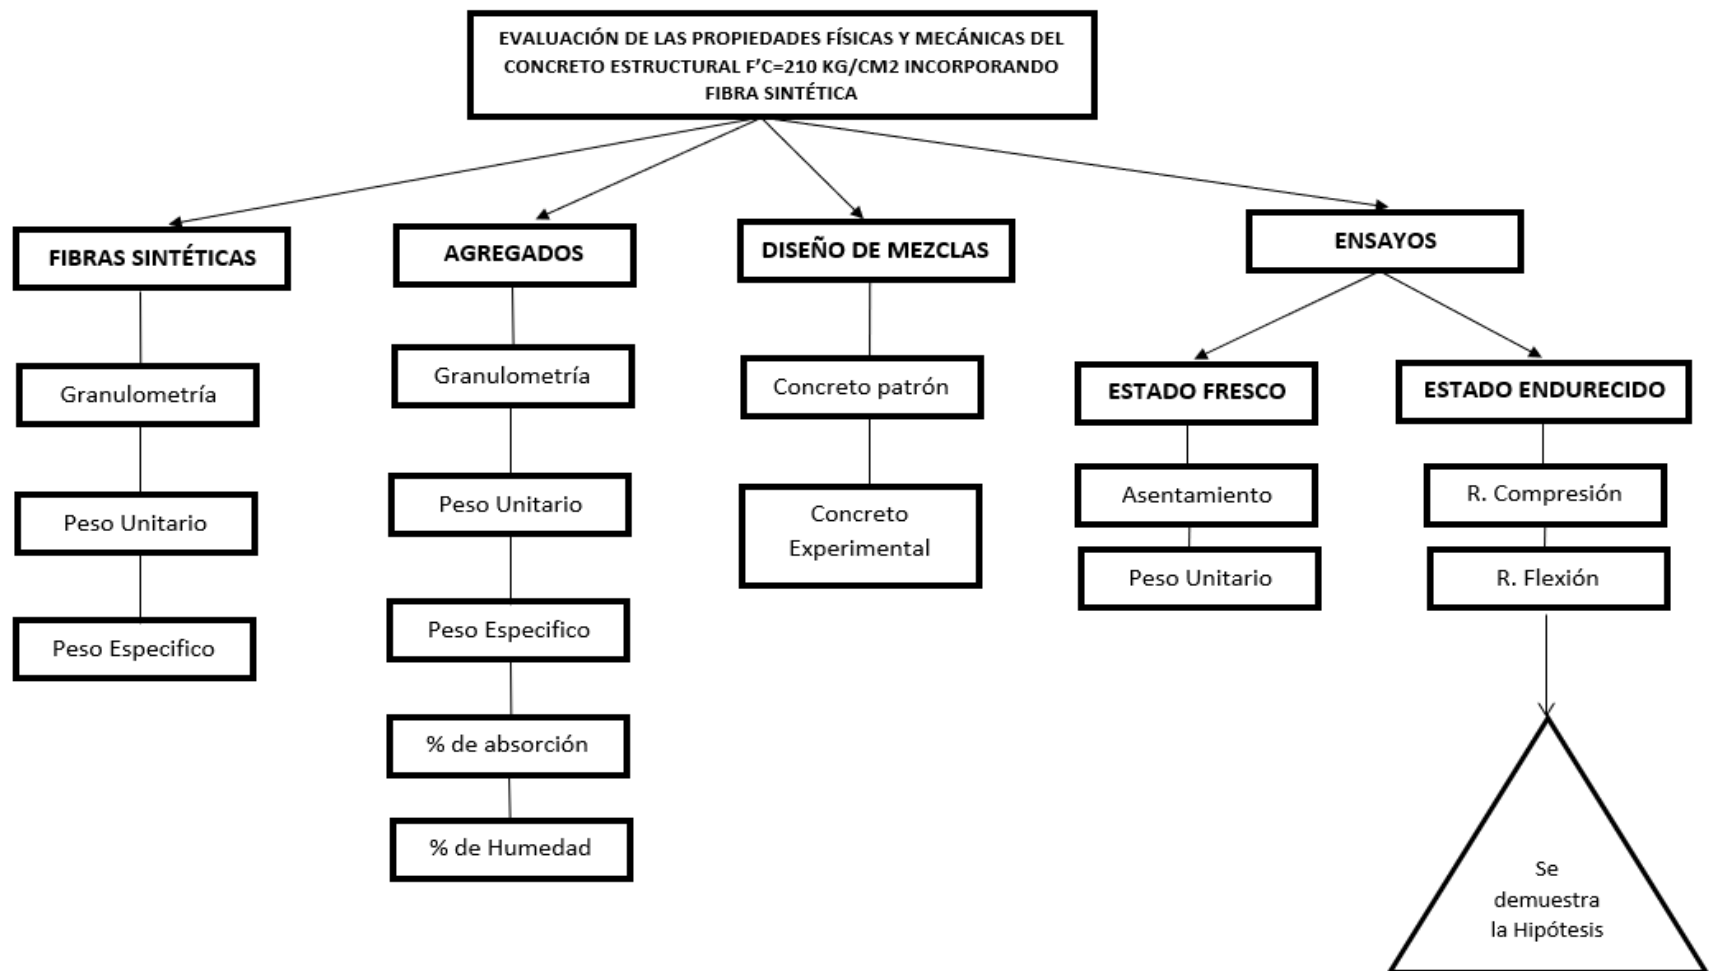 EVALUACIÓN DE LAS PROPIEDADES FÍSICAS Y MECÁNICAS DEL
CONCRETO ESTRUCTURAL F'C=210 KG/CM2 INCORPORANDO
FIBRA SINTÉTICA
FIBRAS SINTÉTICAS
Granulometría
Peso Unitario
Peso Especifico
AGREGADOS
Granulometría
Peso Unitario
Peso Especifico
% de absorción
% de Humedad
DISEÑO DE MEZCLAS
Concreto patrón
Concreto
Experimental
ENSAYOS
ESTADO FRESCO
Asentamiento
Peso Unitario
ESTADO ENDURECIDO
R. Compresión
R. Flexión
Se
demuestra
la Hipótesis